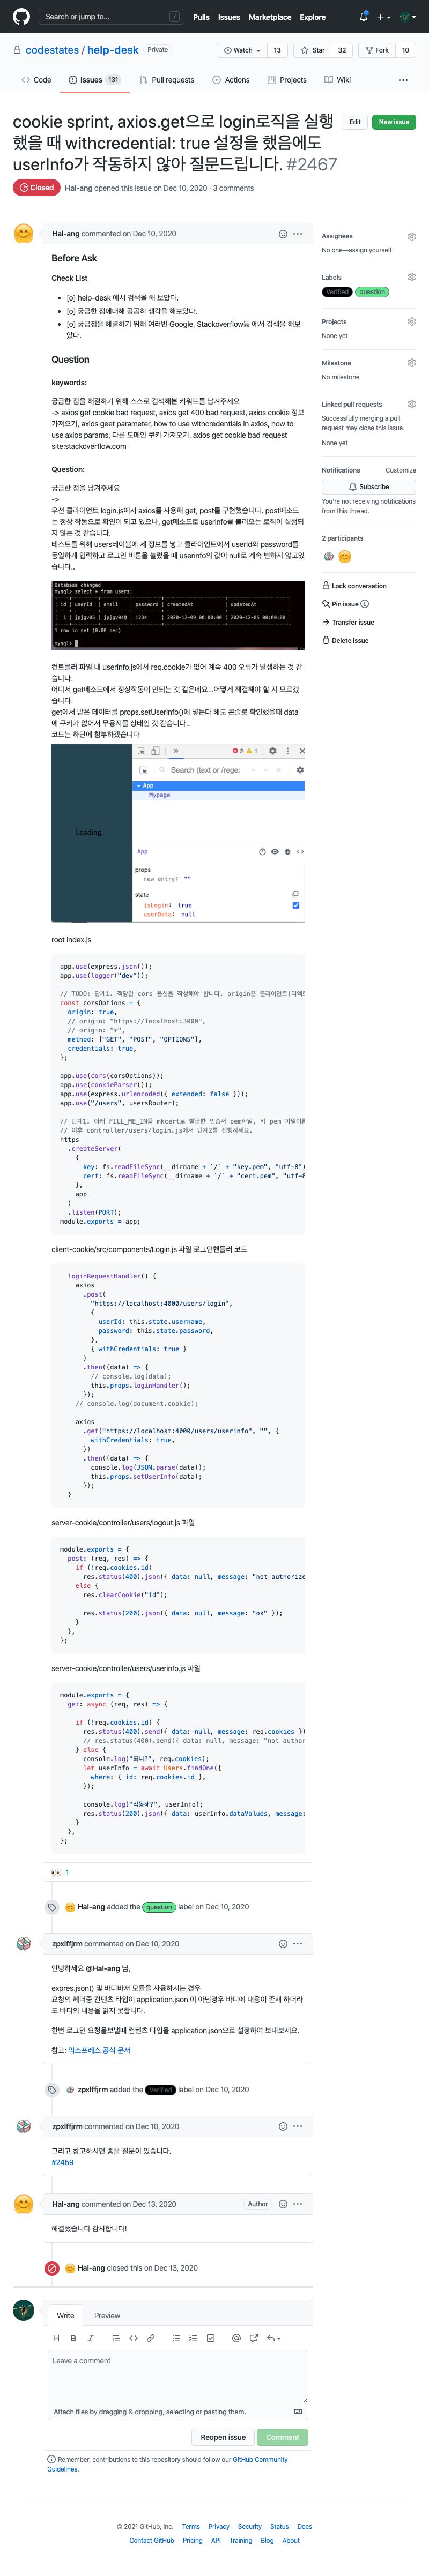 Search or jump to...
/
Pulls Issues Marketplace Explore
codestates / help-desk Private
Watch 13 Star 32 Fork 10
Code Issues 131 Pull requests Actions Projects Wiki
cookie sprint, axios.get으로 login로직을 실행
했을 때 withcredential: true 설정을 했음에도
userInfo가 작동하지 않아 질문드립니다. #2467
Edit New issue
Closed Hal-ang opened this issue on Dec 10, 2020 · 3 comments
Hal-ang commented on Dec 10, 2020
Before Ask
Check List
[o] help-desk 에서 검색을 해 보았다.
[o] 궁금한 점에대해 곰곰히 생각을 해보았다.
[o] 궁금점을 해결하기 위해 여러번 Google, Stackoverflow등 에서 검색을 해보
았다.
Question
keywords:
궁금한 점을 해결하기 위해 스스로 검색해본 키워드를 남겨주세요
-> axios get cookie bad request, axios get 400 bad request, axios cookie 정보
가져오기, axios geet parameter, how to use withcredentials in axios, how to
use axios params, 다른 도메인 쿠키 가져오기, axios get cookie bad request
site:stackoverflow.com
Question:
궁금한 점을 남겨주세요
->
우선 클라이언트 login.js에서 axios를 사용해 get, post를 구현했습니다. post메소드
는 정상 작동으로 확인이 되고 있으나, get메소드로 userinfo를 불러오는 로직이 실행되
지 않는 것 같습니다.
테스트를 위해 users테이블에 제 정보를 넣고 클라이언트에서 userId와 password를
동일하게 입력하고 로그인 버튼을 눌렀을 때 userinfo의 값이 null로 계속 변하지 않고있
습니다..
Database changed
mysql> select * from users;
| id | userId | email | password | createdAt | updatedAt |
1 row in set (0.00 sec)
mysql>
컨트롤러 파일 내 userinfo.js에서 req.cookie가 없어 계속 400 오류가 발생하는 것 같
습니다.
어디서 get메소드에서 정상작동이 안되는 것 같은데요...어떻게 해결해야 할 지 모르겠
습니다.
get에서 받은 데이터를 props.setUserInfo()에 넣는다 해도 콘솔로 확인했을때 data
에 쿠키가 없어서 무용지물 상태인 것 같습니다..
코드는 하단에 첨부하겠습니다
Loading...
» 2 1
Search (text or /rege:
App
Mypage
App
props
new entry: ""
state
isLogin: true
userData: null
root index.js
app.use(express.json());
app.use(logger("dev"));
// TODO: 단계1. 적당한 cors 옵션을 작성해야 합니다. origin은 클라이언트(리액
const corsOptions = {
origin: true,
// origin: "https://localhost:3000",
// origin: "*",
method: ["GET", "POST", "OPTIONS"],
credentials: true,
};
app.use(cors(corsOptions));
app.use(cookieParser());
app.use(express.urlencoded({ extended: false }));
app.use("/users", usersRouter);
// 단계1. 아래 FILL_ME_IN을 mkcert로 발급한 인증서 pem파일, 키 pem 파일이
// 이후 controller/users/login.js에서 단계2를 진행하세요.
https
.createServer(
{
key: fs.readFileSync(__dirname + `/` + "key.pem", "utf-8"
cert: fs.readFileSync(__dirname + `/` + "cert.pem", "utf-
},
app
)
.listen(PORT);
module.exports = app;
client-cookie/src/components/Login.js 파일 로그인핸들러 코드
loginRequestHandler() {
axios
.post(
"https://localhost:4000/users/login",
{
userId: this.state.username,
password: this.state.password,
},
{ withCredentials: true }
)
.then((data) => {
// console.log(data);
this.props.loginHandler();
});
// console.log(document.cookie);
axios
.get("https://localhost:4000/users/userinfo", "", {
withCredentials: true,
})
.then((data) => {
console.log(JSON.parse(data));
this.props.setUserInfo(data);
});
}
server-cookie/controller/users/logout.js 파일
module.exports = {
post: (req, res) => {
if (!req.cookies.id)
res.status(400).json({ data: null, message: "not authorize
else {
res.clearCookie("id");
res.status(200).json({ data: null, message: "ok" });
}
},
};
server-cookie/controller/users/userinfo.js 파일
module.exports = {
get: async (req, res) => {
if (!req.cookies.id) {
res.status(400).send({ data: null, message: req.cookies })
// res.status(400).send({ data: null, message: "not author
} else {
console.log("되니?", req.cookies);
let userInfo = await Users.findOne({
where: { id: req.cookies.id },
});
console.log("작동해?", userInfo);
res.status(200).json({ data: userInfo.dataValues, message:
}
},
};
1
Hal-ang added the question label on Dec 10, 2020
zpxlffjrm commented on Dec 10, 2020
안녕하세요 @Hal-ang 님,
expres.json() 및 바디바저 모듈을 사용하시는 경우
요청의 헤더중 컨텐츠 타입이 application.json 이 아닌경우 바디에 내용이 존재 하더라
도 바디의 내용을 읽지 못합니다.
한번 로그인 요청을보낼때 컨텐츠 타입을 application.json으로 설정하여 보내보세요.
참고: 익스프레스 공식 문서
zpxlffjrm added the Verified label on Dec 10, 2020
zpxlffjrm commented on Dec 10, 2020
그리고 참고하시면 좋을 질문이 있습니다.
#2459
Hal-ang commented on Dec 13, 2020 Author
해결했습니다 감사합니다!
Hal-ang closed this on Dec 13, 2020
Write Preview
Leave a comment
Attach files by dragging & dropping, selecting or pasting them.
Reopen issue Comment
Remember, contributions to this repository should follow our GitHub Community
Guidelines.
Assignees
No one—assign yourself
Labels
Verified question
Projects
None yet
Milestone
No milestone
Linked pull requests
Successfully merging a pull
request may close this issue.
None yet
Notifications Customize
Subscribe
You're not receiving notifications
from this thread.
2 participants
Lock conversation
Pin issue
Transfer issue
Delete issue
© 2021 GitHub, Inc. Terms Privacy Security Status Docs
Contact GitHub Pricing API Training Blog About